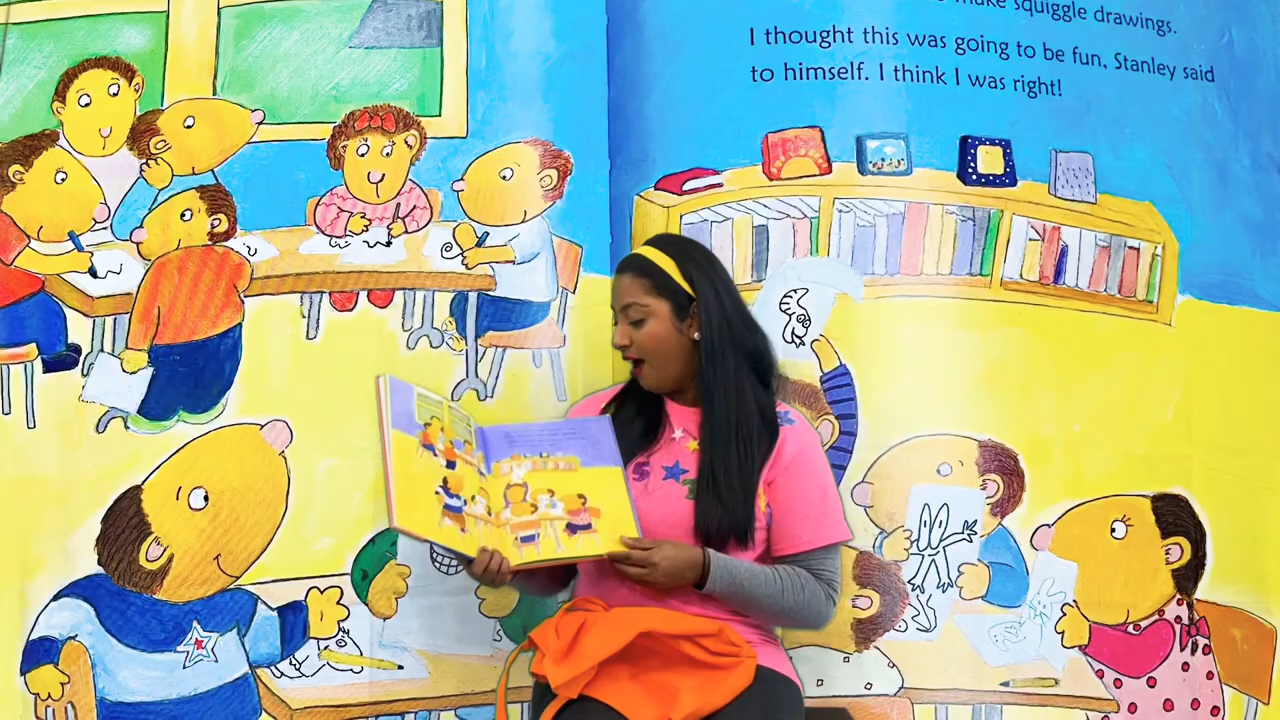 make squiggle drawings.
I thought this was going to be fun, Stanley said
to himself. I think I was right!